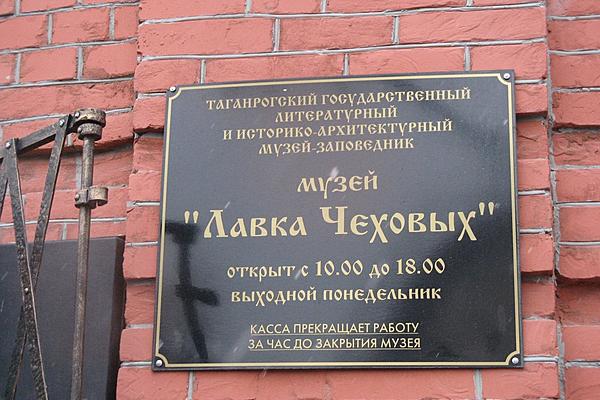 ТАГАНРОГСКИЙ ГОСУДАРСТВЕННЫЙ
ЛИТЕРАТУРНЫЙ
И ИСТОРИКО-АРХИТЕКТУРНЫЙ
МУЗЕЙ-ЗАПОВЕДНИК
МУЗЕЙ
"ЛАВКА ЧЕХОВЫХ"
ОТКРЫТ С 10.00 ДО 18.00
ВЫХОДНОЙ ПОНЕДЕЛЬНИК
КАССА ПРЕКРАЩАЕТ РАБОТУ
ЗА ЧАС ДО ЗАКРЫТИЯ МУЗЕЯ